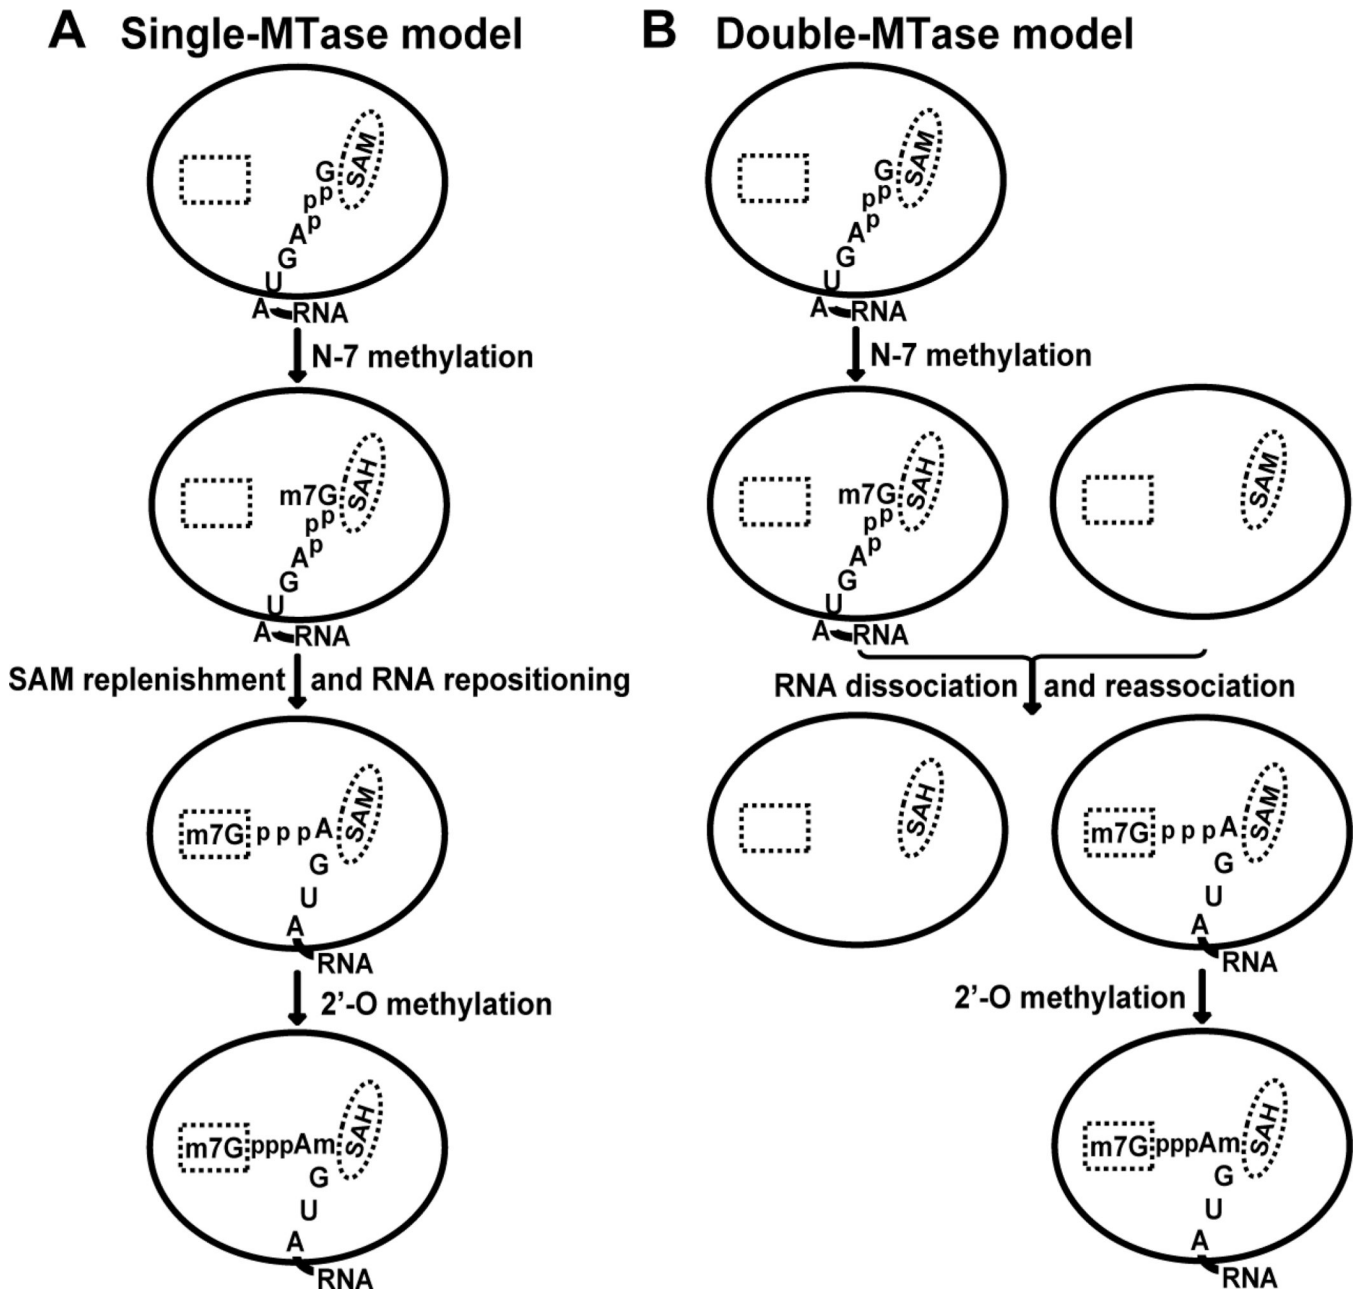 A Single-MTase model
SAM
G
p
p
p
A
G
U
A RNA
N-7 methylation
SAH
m7G
p
p
p
A
G
U
A RNA
SAM replenishment and RNA repositioning
SAM
m7G p p p A
G
U
A
RNA
2'-O methylation
SAH
m7G pppAm
G
U
A
RNA
B Double-MTase model
SAM
G
p
p
p
A
G
U
A RNA
N-7 methylation
SAH
m7G
p
p
p
A
G
U
A RNA
SAM
RNA dissociation and reassociation
SAH
SAM
m7G p p p A
G
U
A
RNA
2'-O methylation
SAH
m7G pppAm
G
U
A
RNA